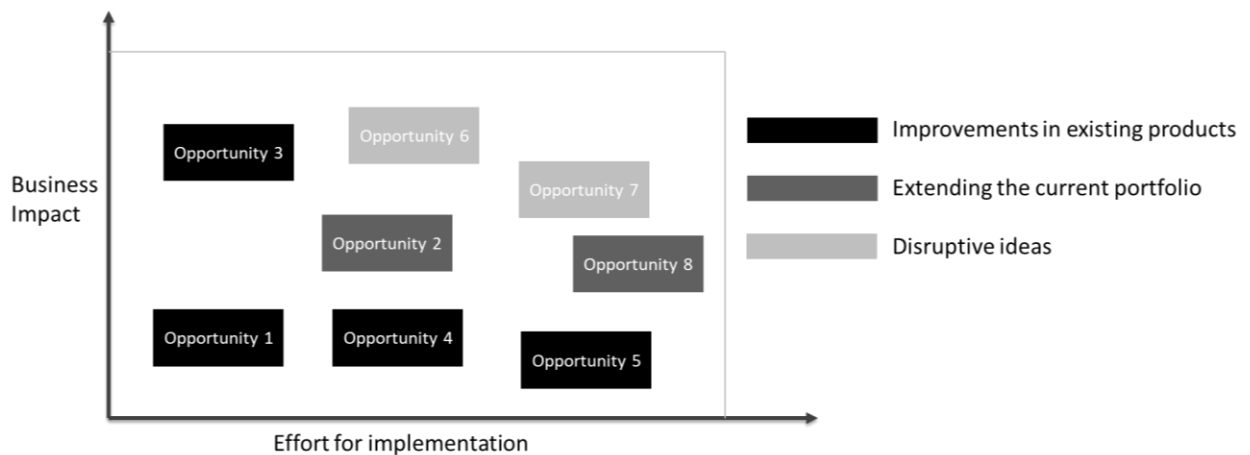 Business
Impact
Opportunity 3
Opportunity 6
Opportunity 7
Opportunity 2
Opportunity 8
Opportunity 1
Opportunity 4
Opportunity 5
Effort for implementation
Improvements in existing products
Extending the current portfolio
Disruptive ideas